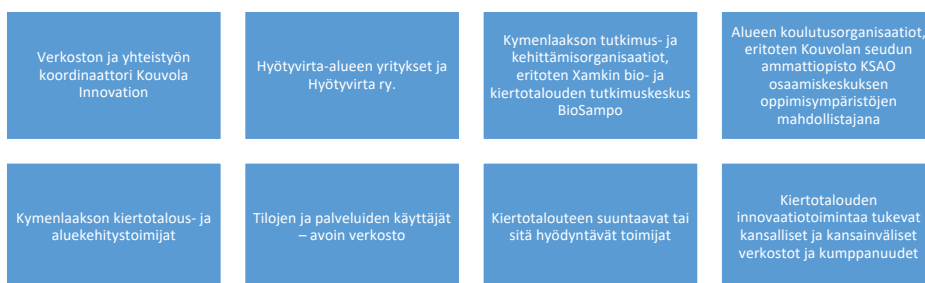 Verkoston ja yhteistyön
koordinaattori Kouvola
Innovation
Hyötyvirta-alueen yritykset ja
Hyötyvirta ry.
Kymenlaakson tutkimus- ja
kehittämisorganisaatiot,
eritoten Xamkin bio- ja
kiertotalouden tutkimuskeskus
BioSampo
Alueen koulutusorganisaatiot,
eritoten Kouvolan seudun
ammattiopisto KSAO
osaamiskeskuksen
oppimisympäristöjen
mahdollistajana
Kymenlaakson kiertotalous- ja
aluekehitystoimijat
Tilojen ja palveluiden käyttäjät
– avoin verkosto
Kiertotalouteen suuntaavat tai
sitä hyödyntävät toimijat
Kiertotalouden
innovaatiotoimintaa tukevat
kansalliset ja kansainväliset
verkostot ja kumppanuudet